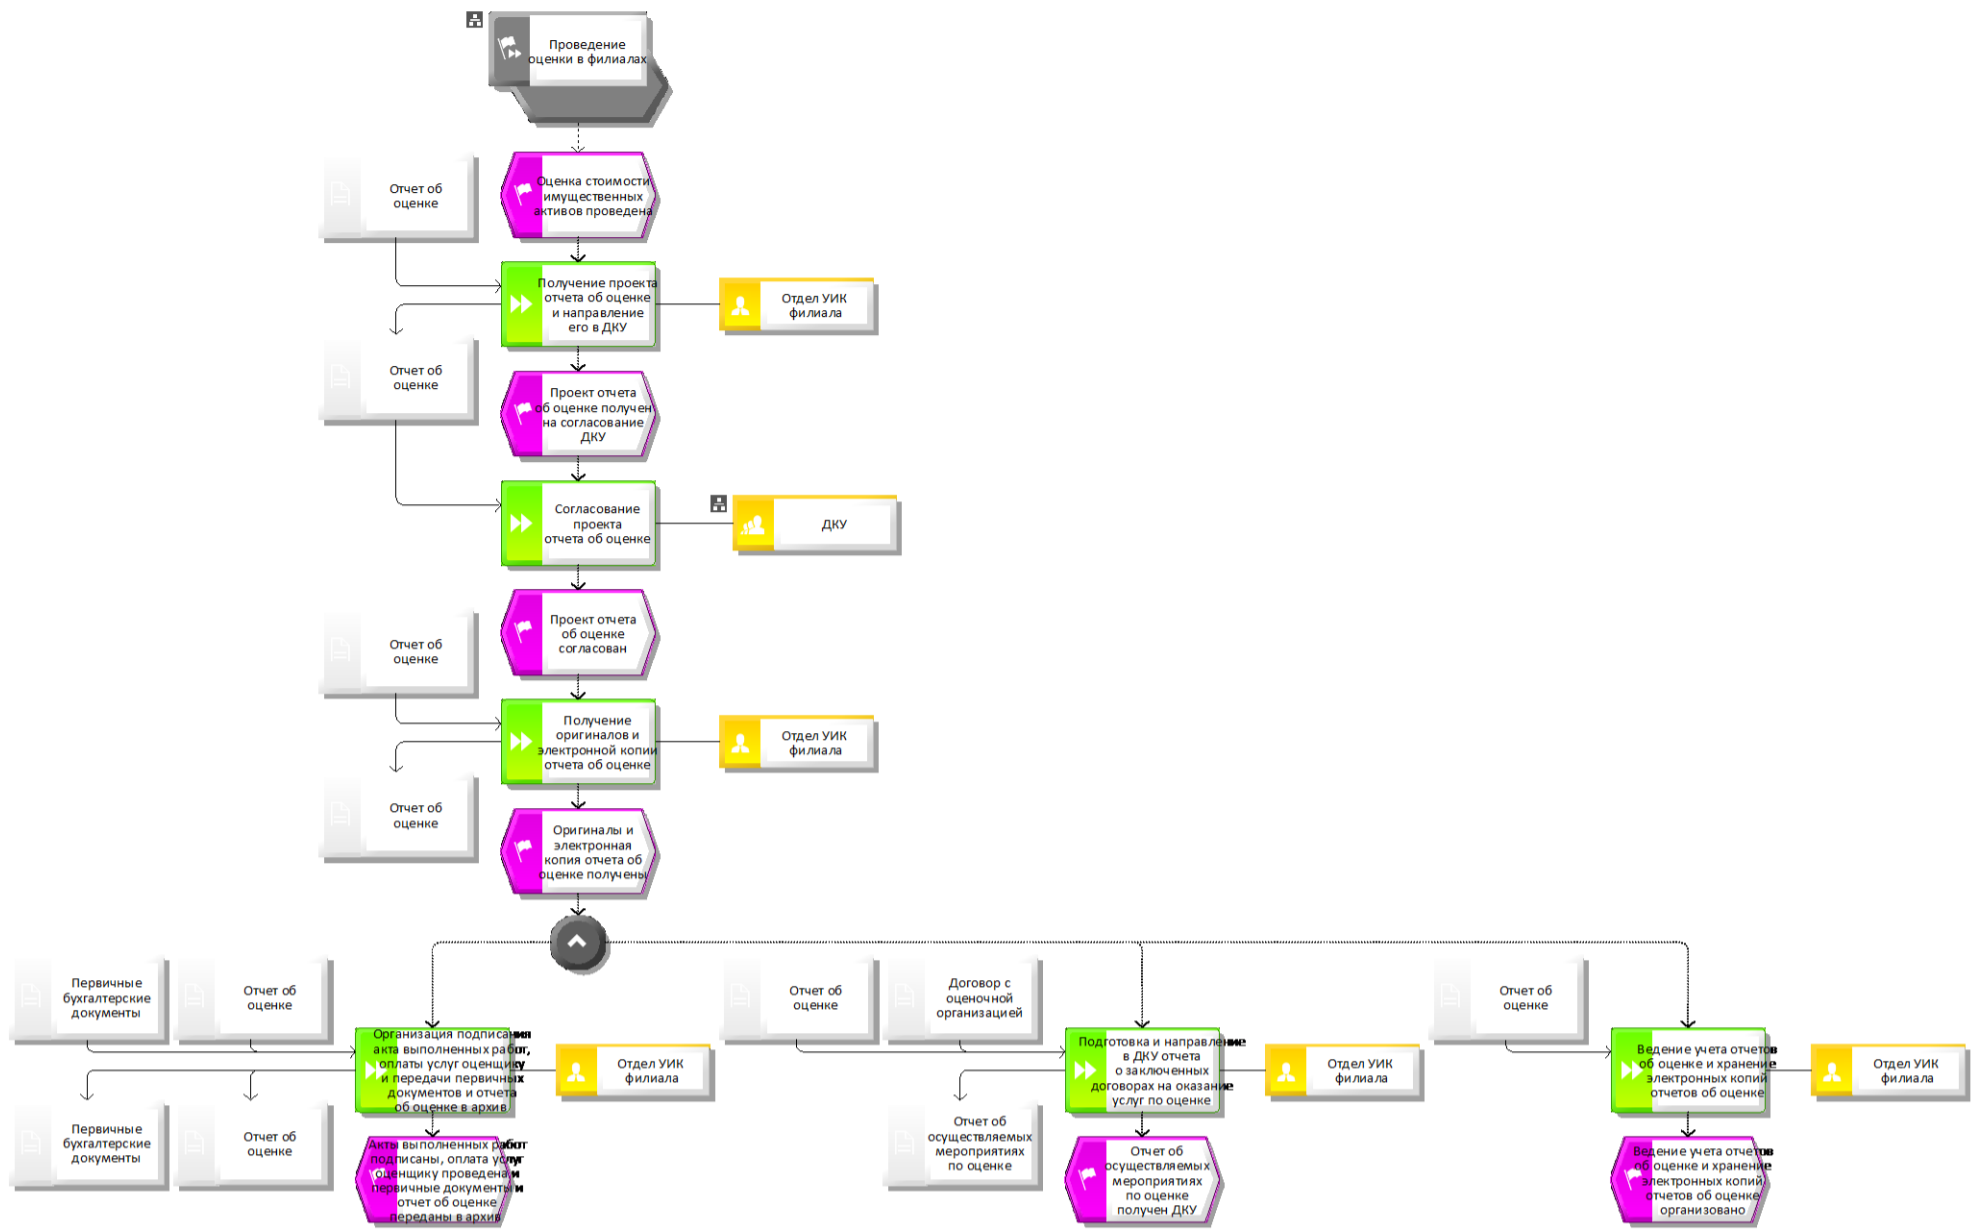 Проведение
оценки в филиалах
Отчет об
оценке
Оценка стоимости
имущественных
активов проведена
Получение проекта
отчета об оценке
и направление
его в ДКУ
Отдел УИК
филиала
Отчет об
оценке
Проект отчета
об оценке получен
на согласование
ДКУ
Согласование
проекта
отчета об оценке
ДКУ
Проект отчета
об оценке
согласован
Отчет об
оценке
Получение
оригиналов и
электронной копии
отчета об оценке
Отдел УИК
филиала
Отчет об
оценке
Оригиналы и
электронная
копия отчета об
оценке получены
Первичные
бухгалтерские
документы
Отчет об
оценке
Организация подписания
акта выполненных работ,
оплаты услуг оценщику
и передачи первичных
документов и отчета
об оценке в архив
Отдел УИК
филиала
Первичные
бухгалтерские
документы
Отчет об
оценке
Акты выполненных работ
подписаны, оплата услуг
оценщику проведена и
первичные документы и
отчет об оценке
переданы в архив
Отчет об
оценке
Договор с
оценочной
организацией
Подготовка и направление
в ДКУ отчета
о заключенных
договорах на оказание
услуг по оценке
Отдел УИК
филиала
Отчет об
осуществляемых
мероприятиях
по оценке
Отчет об
осуществляемых
мероприятиях
по оценке
получен ДКУ
Отчет об
оценке
Ведение учета отчетов
об оценке и хранение
электронных копий
отчетов об оценке
Отдел УИК
филиала
Ведение учета отчетов
об оценке и хранение
электронных копий
отчетов об оценке
организовано